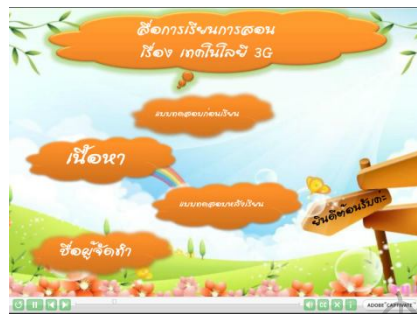 สื่อการเรียนการสอน
เรื่อง เทคโนโลยี 3G
แบบทดสอบก่อนเรียน
เนื้อหา
แบบทดสอบหลังเรียน
ยินดีต้อนรับค่ะ
ชื่อผู้จัดทำ
CC
ADOBE CAPTIVATE